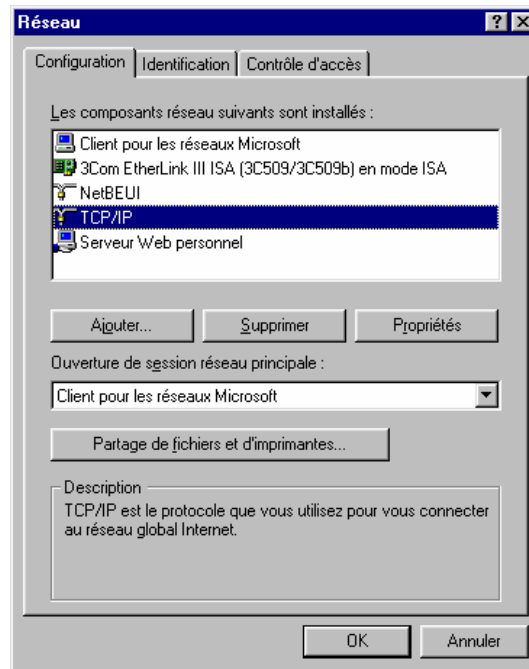 Réseau
Configuration Identification Contrôle d'accès
Les composants réseau suivants sont installés :
Client pour les réseaux Microsoft
3Com EtherLink III ISA (3C509/3C509b) en mode ISA
NetBEUI
TCP/IP
Serveur Web personnel
Ajouter... Supprimer Propriétés
Ouverture de session réseau principale :
Client pour les réseaux Microsoft
Partage de fichiers et d'imprimantes...
Description
TCP/IP est le protocole que vous utilisez pour vous connecter
au réseau global Internet.
OK Annuler